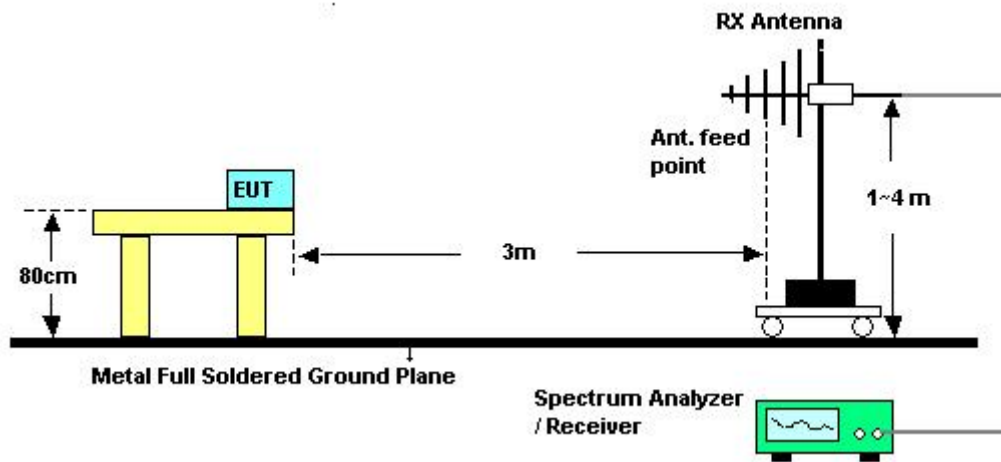 RX Antenna
Ant. feed
point
EUT
1~4 m
3m
80cm
Metal Full Soldered Ground Plane
Spectrum Analyzer
/ Receiver